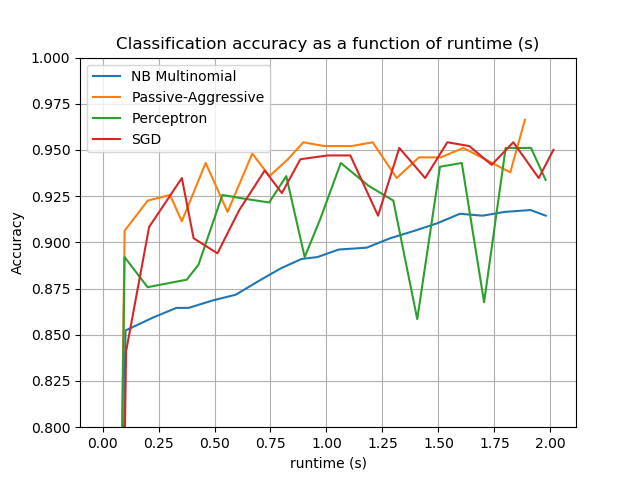 Classification accuracy as a function of runtime (s)
NB Multinomial
Passive-Aggressive
Perceptron
SGD
Accuracy
1.000
0.975
0.950
0.925
0.900
0.875
0.850
0.825
0.800
0.00 0.25 0.50 0.75 1.00 1.25 1.50 1.75 2.00
runtime (s)